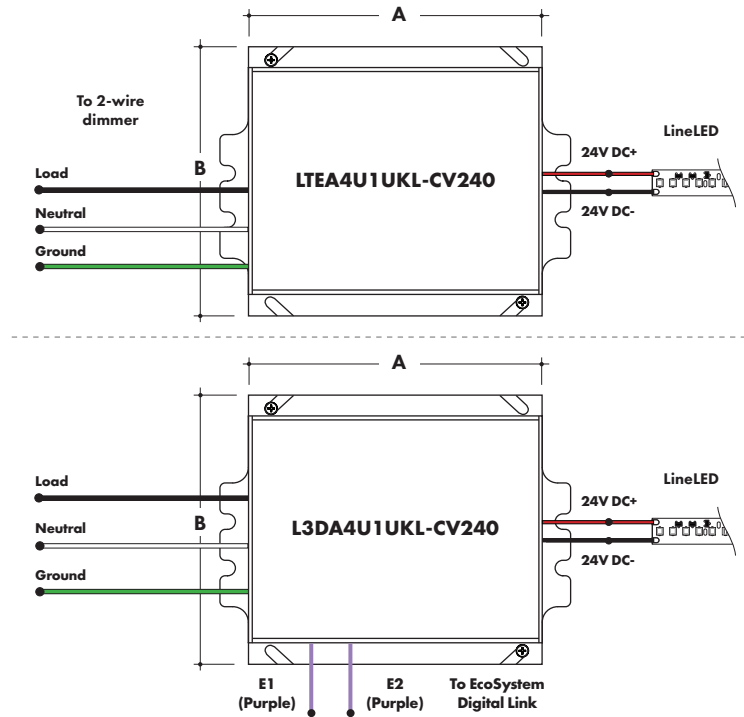 A
To 2-wire
dimmer
LineLED
24V DC+
B
LTEA4U1UKL-CV240
Load
24V DC-
Neutral
Ground
A
Load
LineLED
24V DC+
Neutral
B
L3DA4U1UKL-CV240
24V DC-
Ground
E1
(Purple)
E2
(Purple)
To EcoSystem
Digital Link